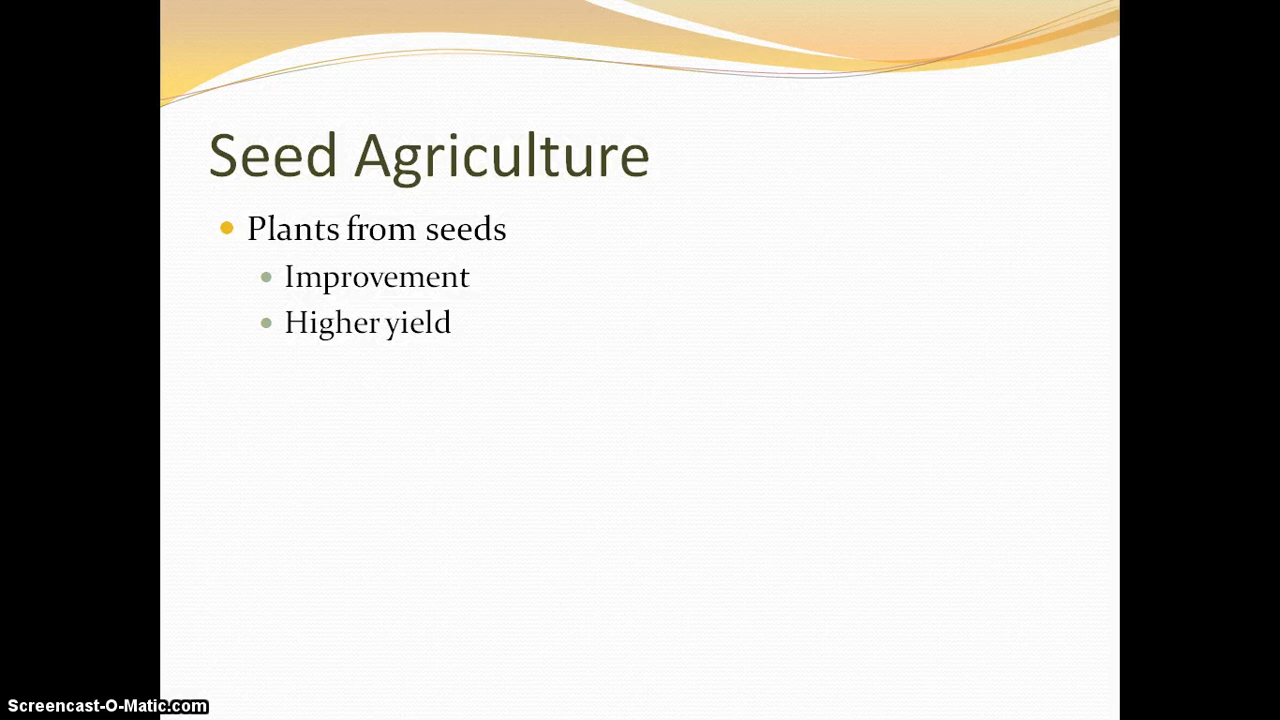 Seed Agriculture
Plants from seeds
Improvement
Higher yield
Screencast-O-Matic.com